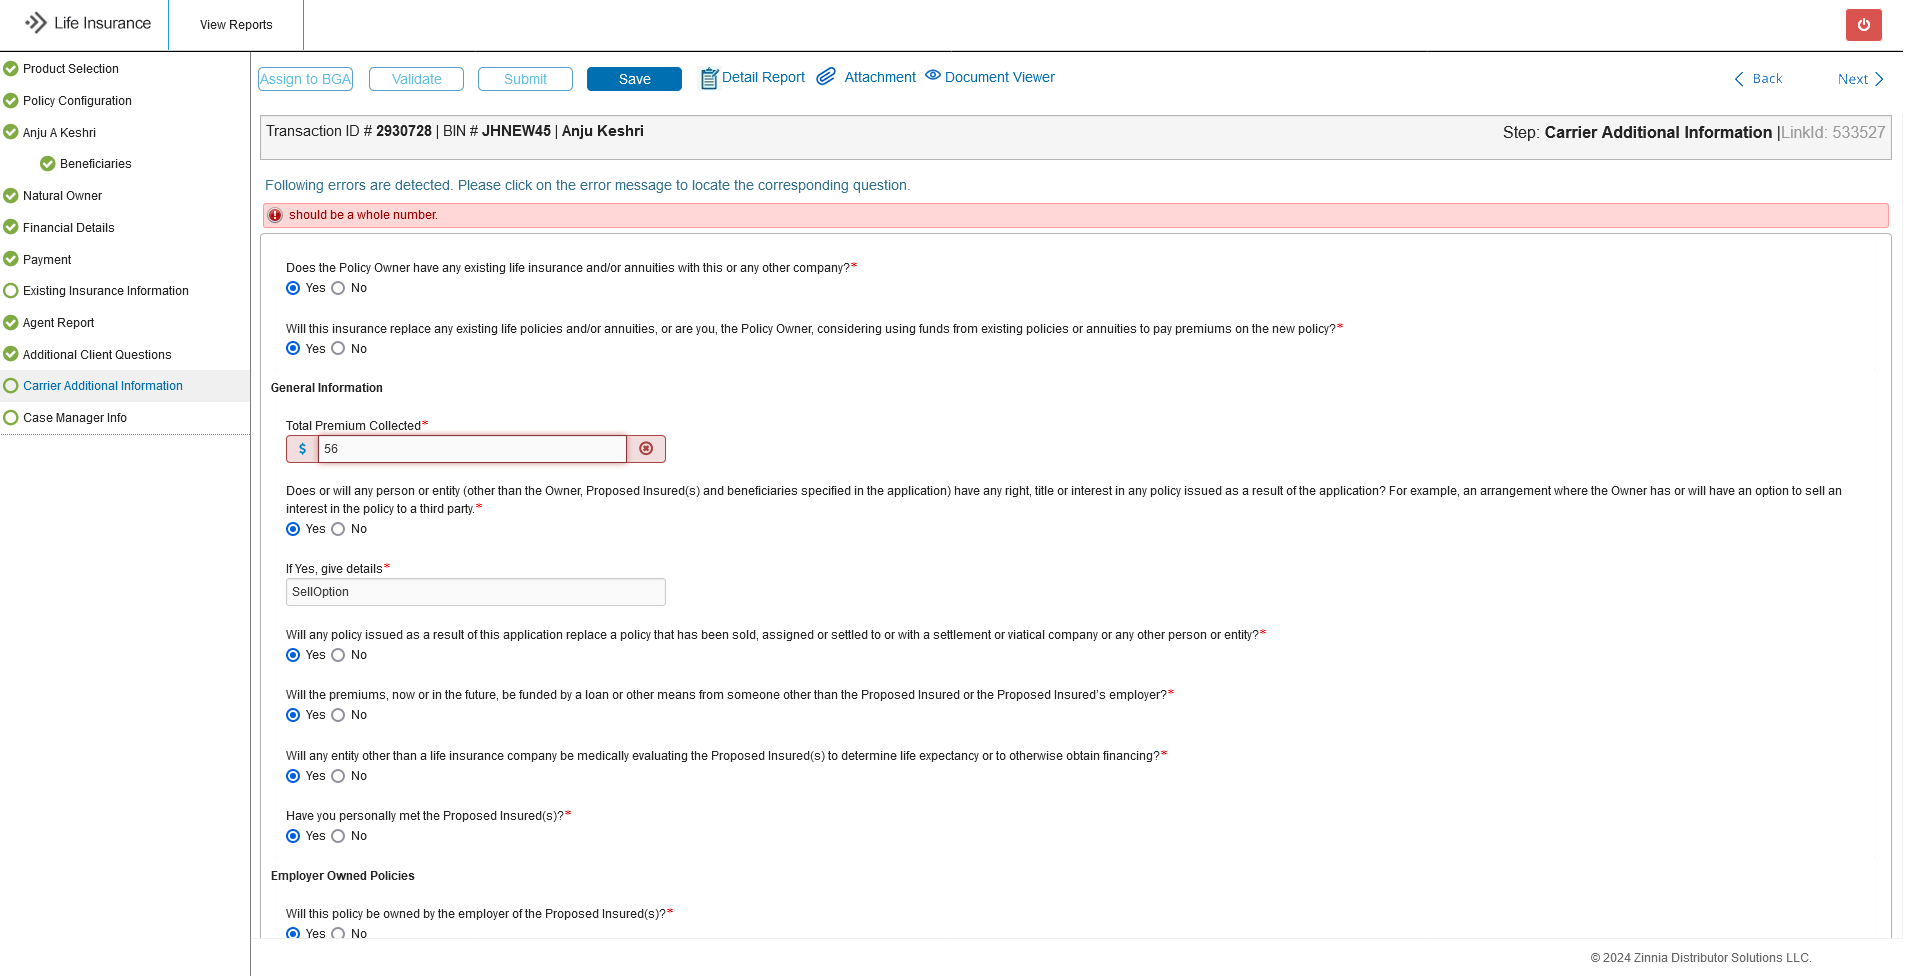 Life Insurance
View Reports
Product Selection
Policy Configuration
Anju A Keshri
Beneficiaries
Natural Owner
Financial Details
Payment
Existing Insurance Information
Agent Report
Additional Client Questions
Carrier Additional Information
Case Manager Info
Assign to BGA
Validate
Submit
Save
Detail Report
Attachment
Document Viewer
Back
Next
Transaction ID # 2930728 | BIN # JHNEW45 | Anju Keshri
Step: Carrier Additional Information |LinkId: 533527
Following errors are detected. Please click on the error message to locate the corresponding question.
should be a whole number.
Does the Policy Owner have any existing life insurance and/or annuities with this or any other company?*
Yes No
Will this insurance replace any existing life policies and/or annuities, or are you, the Policy Owner, considering using funds from existing policies or annuities to pay premiums on the new policy?*
Yes No
General Information
Total Premium Collected*
$ 56
Does or will any person or entity (other than the Owner, Proposed Insured(s) and beneficiaries specified in the application) have any right, title or interest in any policy issued as a result of the application? For example, an arrangement where the Owner has or will have an option to sell an
interest in the policy to a third party.*
Yes No
If Yes, give details*
SellOption
Will any policy issued as a result of this application replace a policy that has been sold, assigned or settled to or with a settlement or viatical company or any other person or entity?*
Yes No
Will the premiums, now or in the future, be funded by a loan or other means from someone other than the Proposed Insured or the Proposed Insured's employer?*
Yes No
Will any entity other than a life insurance company be medically evaluating the Proposed Insured(s) to determine life expectancy or to otherwise obtain financing?*
Yes No
Have you personally met the Proposed Insured(s)?*
Yes No
Employer Owned Policies
Will this policy be owned by the employer of the Proposed Insured(s)?*
Yes No
© 2024 Zinnia Distributor Solutions LLC.